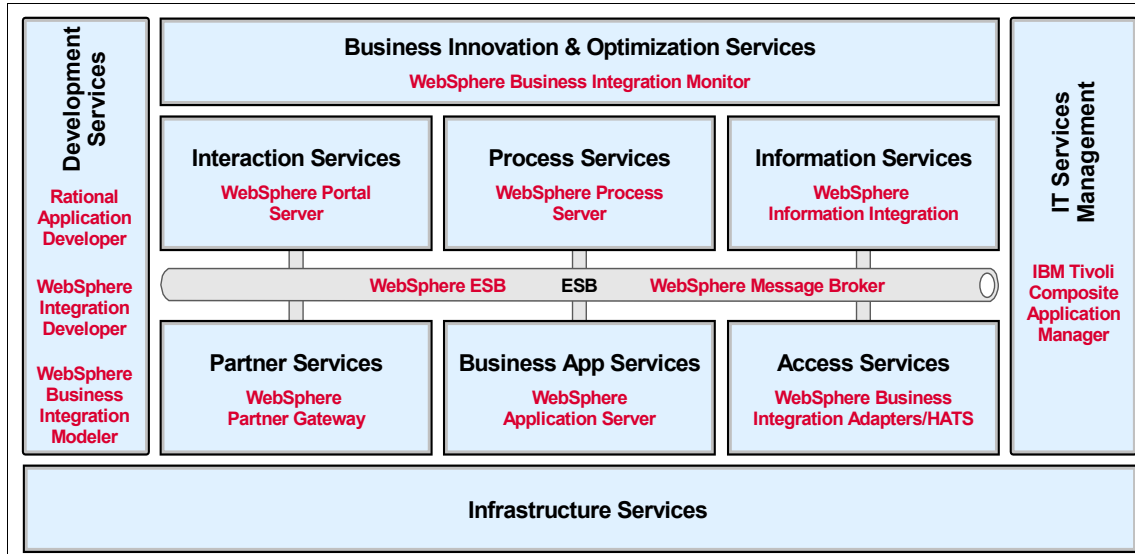 Development
Services
Rational
Application
Developer
WebSphere
Integration
Developer
WebSphere
Business
Integration
Modeler
Business Innovation & Optimization Services
WebSphere Business Integration Monitor
Interaction Services
WebSphere Portal
Server
Process Services
WebSphere Process
Server
Information Services
WebSphere
Information Integration
WebSphere ESB
ESB
WebSphere Message Broker
Partner Services
WebSphere
Partner Gateway
Business App Services
WebSphere
Application Server
Access Services
WebSphere Business
Integration Adapters/HATS
IT Services
Management
IBM Tivoli
Composite
Application
Manager
Infrastructure Services